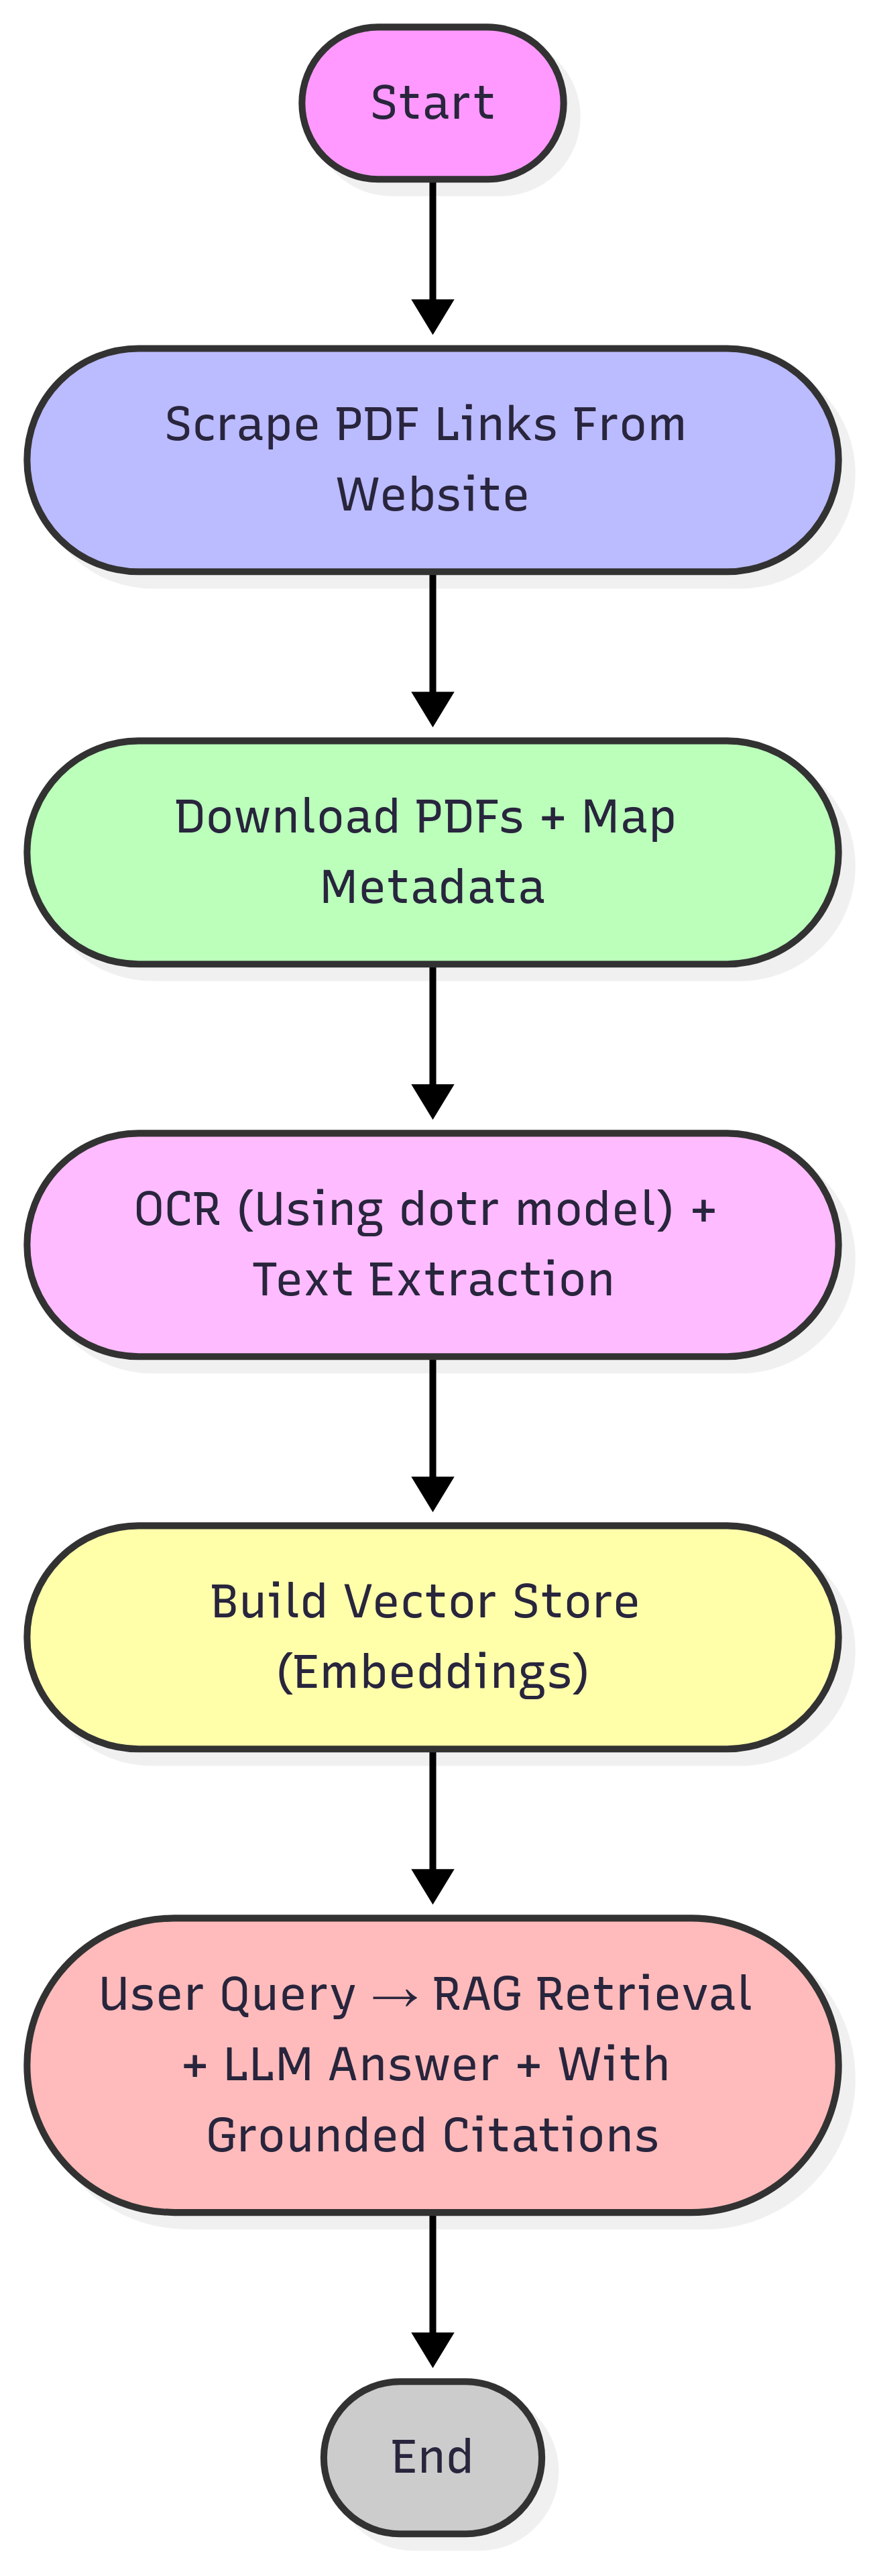 Start
Scrape PDF Links From
Website
Download PDFs + Map
Metadata
OCR (Using dotr model) +
Text Extraction
Build Vector Store
(Embeddings)
User Query → RAG Retrieval
+ LLM Answer + With
Grounded Citations
End